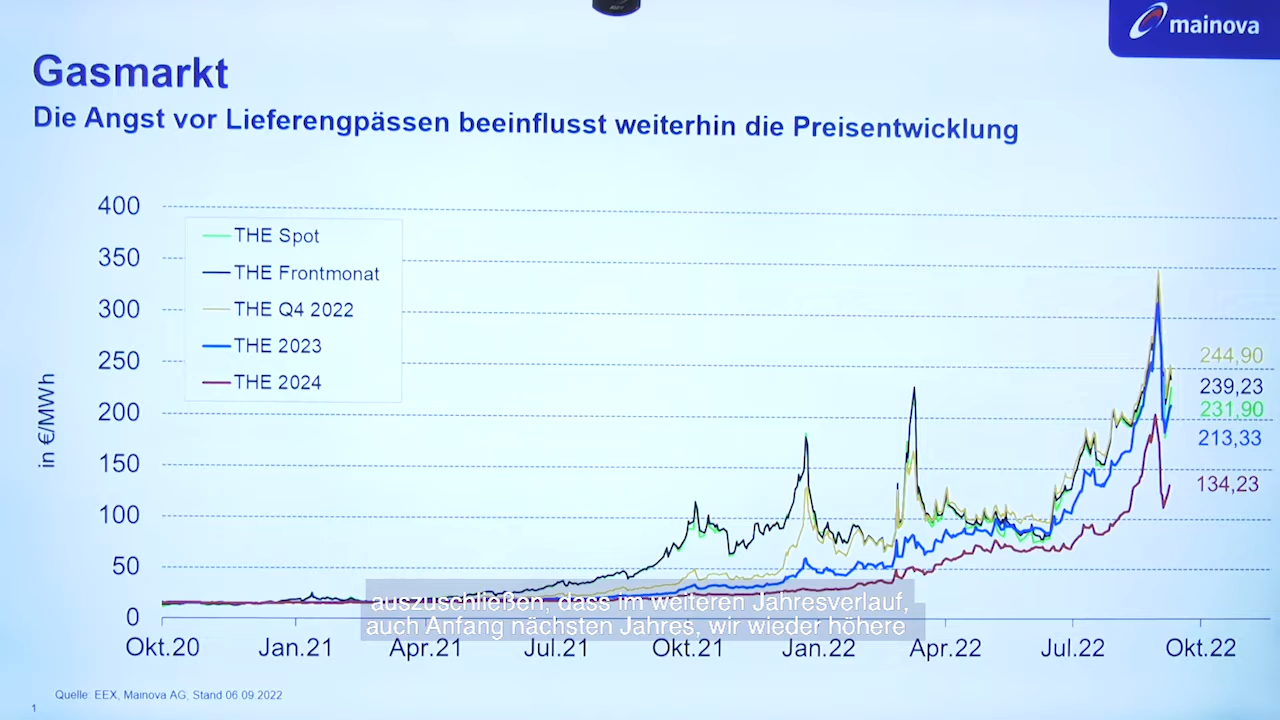 mainova
Gasmarkt
Die Angst vor Lieferengpässen beeinflusst weiterhin die Preisentwicklung
in €/MWh
400
350
300
250
200
150
100
50
0
THE Spot
THE Frontmonat
THE Q4 2022
THE 2023
THE 2024
244,90
239,23
231,90
213,33
134,23
auszuschließen, dass im weiteren Jahresverlauf,
auch Anfang nächsten Jahres, wir wieder höhere
Okt.20 Jan.21 Apr.21 Jul.21 Okt.21 Jan.22 Apr.22 Jul.22 Okt.22
Quelle: EEX, Mainova AG, Stand 06.09.2022
1